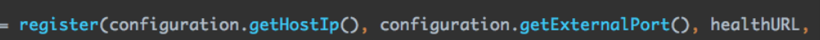 = register(configuration.getHostIp(), configuration.getExternalPort(), healthURL,